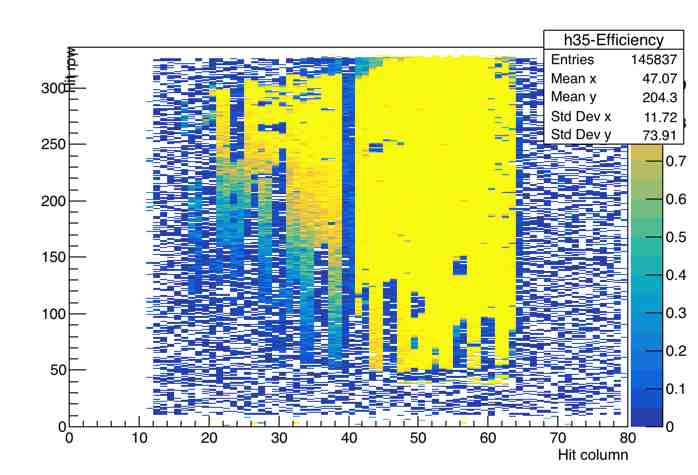 h35-Efficiency
Entries 145837
Mean x 47.07
Mean y 204.3
Std Dev x 11.72
Std Dev y 73.91
Hit row
300
250
200
150
100
50
0
0 10 20 30 40 50 60 70 80
Hit column
0.7
0.6
0.5
0.4
0.3
0.2
0.1
0